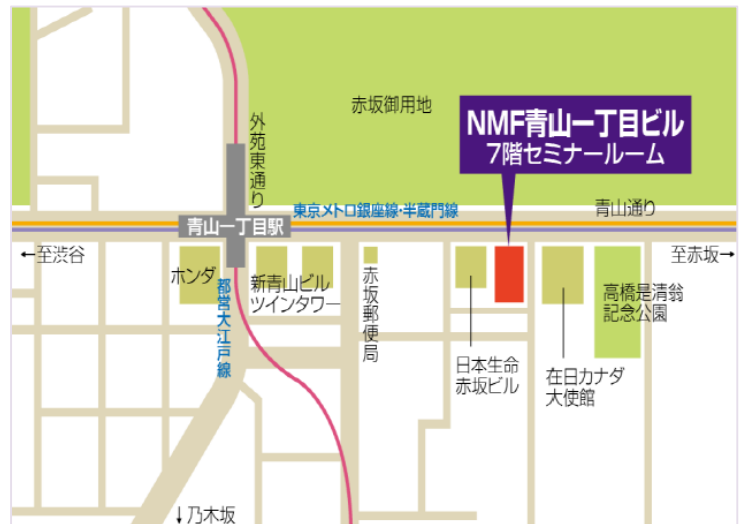 赤坂御用地
NMF青山一丁目ビル
7階セミナールーム
外苑東通り
東京メトロ銀座線・半蔵門線
青山通り
青山一丁目駅
←至渋谷
至赤坂→
ホンダ
都営大江戸線
新青山ビル
ツインタワー
赤坂郵便局
日本生命
赤坂ビル
在日カナダ
大使館
高橋是清翁
記念公園
↓乃木坂